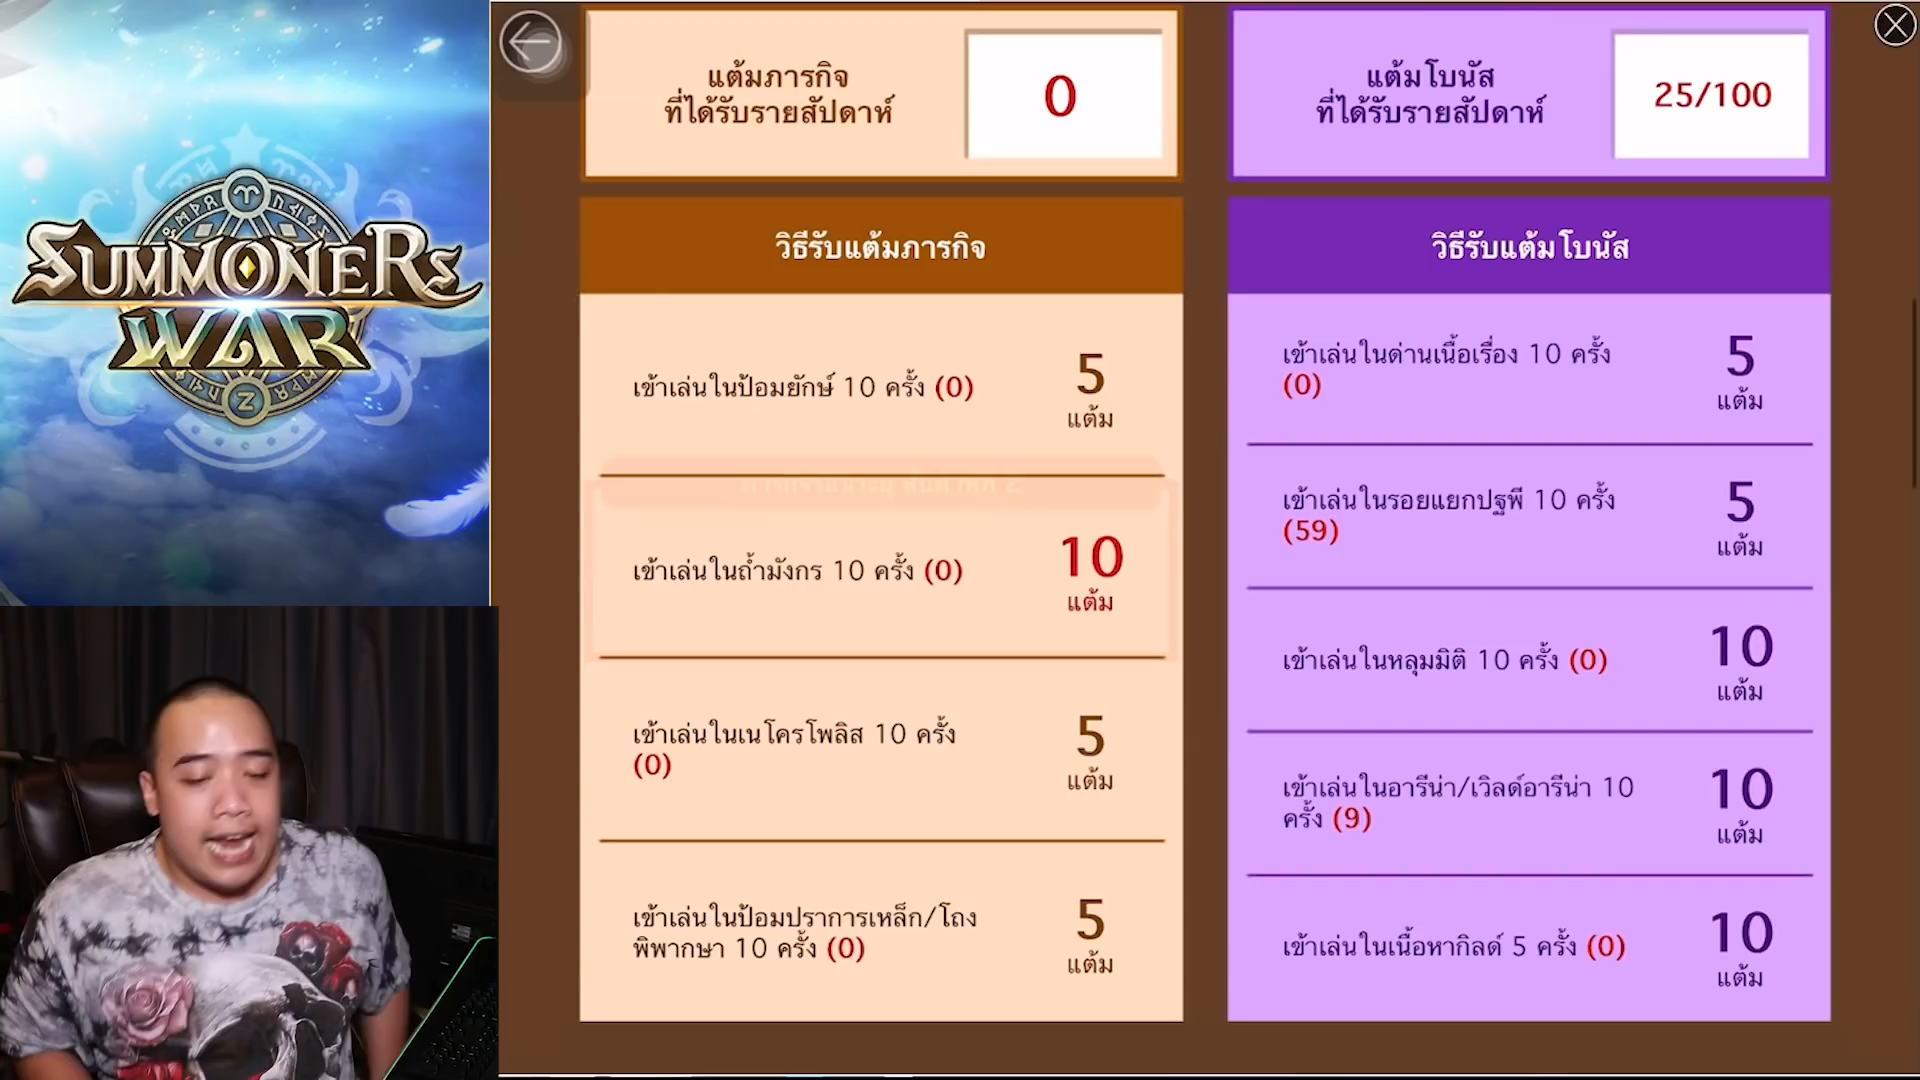 SUMMONERS
WAR
แต้มภารกิจ
ที่ได้รับรายสัปดาห์
0
แต้มโบนัส
ที่ได้รับรายสัปดาห์
25/100
วิธีรับแต้มภารกิจ
เข้าเล่นในป้อมยักษ์ 10 ครั้ง (0)
5
แต้ม
เข้าเล่นในถ้ำมังกร 10 ครั้ง (0)
10
แต้ม
เข้าเล่นในเนโครโพลิส 10 ครั้ง
(0)
5
แต้ม
เข้าเล่นในป้อมปราการเหล็ก/โถง
พิพากษา 10 ครั้ง (0)
5
แต้ม
วิธีรับแต้มโบนัส
เข้าเล่นในด่านเนื้อเรื่อง 10 ครั้ง
(0)
5
แต้ม
เข้าเล่นในรอยแยกปฐพี 10 ครั้ง
(59)
5
แต้ม
เข้าเล่นในหลุมมิติ 10 ครั้ง (0)
10
แต้ม
เข้าเล่นในอารีน่า/เวิลด์อารีน่า 10
ครั้ง (9)
10
แต้ม
เข้าเล่นในเนื้อหากิลด์ 5 ครั้ง (0)
10
แต้ม